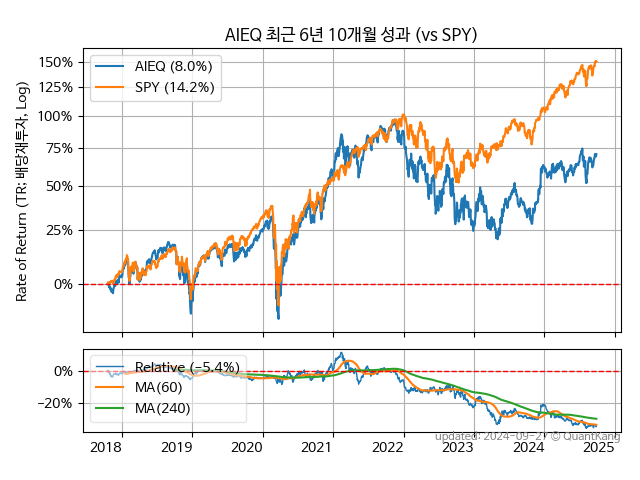 AIEQ 최근 6년 10개월 성과 (vs SPY)
Rate of Return (TR: 배당재투자, Log)
150%
125%
100%
75%
50%
25%
0%
AIEQ (8.0%)
SPY (14.2%)
0%
−20%
Relative (−5.4%)
MA(60)
MA(240)
updated: 2024-09-27 © QuantKang
2018
2019
2020
2021
2022
2023
2024
2025